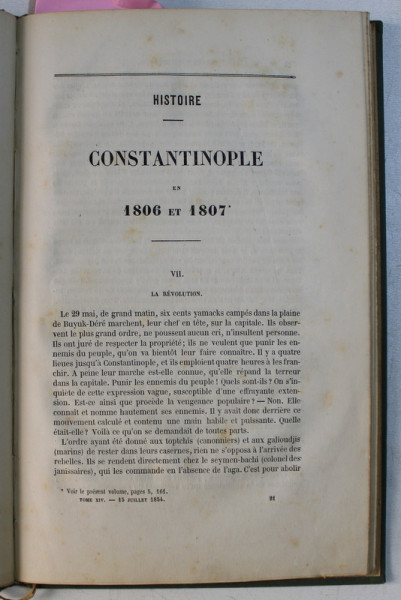 HISTOIRE
CONSTANTINOPLE
EN
1806 ET 1807*
VII.
LA RÉVOLUTION.
Le 29 mai, de grand matin, six cents yamacks campés dans la plaine
de Buyuk-Déré marchent, leur chef en tête, sur la capitale. Ils obser-
vent le plus grand ordre, ne poussent aucun cri, n'insultent personne.
Ils ont juré de respecter la propriété; ils ne veulent que punir les en-
nemis du peuple, qu'on va bientôt leur faire connaître. Il y a quatre
lieues jusqu'à Constantinople, et ils emploient quatre heures à les fran-
chir. A peine leur marche est-elle connue, qu'elle répand la terreur
dans la capitale. Punir les ennemis du peuple! Quels sont-ils? On s'in-
quiète de cette expression vague, susceptible d'une effrayante exten-
sion. Est-ce ainsi que procède la vengeance populaire? — Non. Elle
connaît et nomme hautement ses ennemis. Il y avait donc derrière ce
mouvement calculé et contenu une main habile et puissante. Quelle
était-elle? Voilà ce qu'on se demandait de toutes parts.
L'ordre ayant été donné aux toptchis (canonniers) et aux galioudjis
(marins) de rester dans leurs casernes, rien ne s'opposa à l'arrivée des
rebelles. Ils se rendent directement chez le seymen-bachi (colonel des
janissaires), qui les commande en l'absence de l'aga. C'est pour abolir
* Voir le présent volume, pages 5, 161.
TOME XIV. — 15 JUILLET 1854. 21